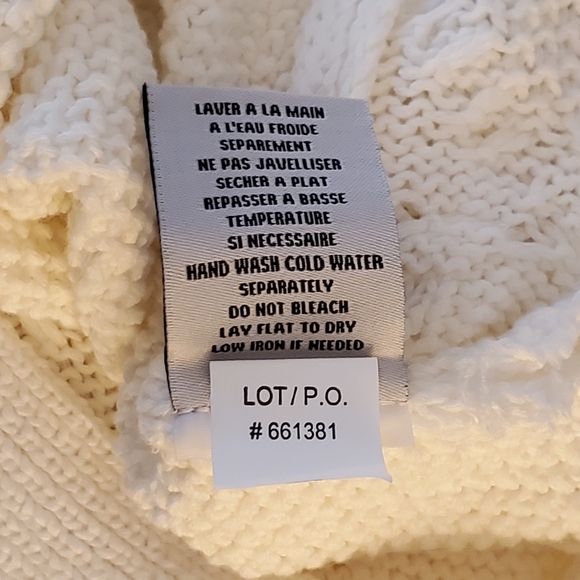 LAVER A LA MAIN
A L'EAU FROIDE
SEPAREMENT
NE PAS JAVELLISER
SECHER A PLAT
REPASSER A BASSE
TEMPERATURE
SI NECESSAIRE
HAND WASH COLD WATER
SEPARATELY
DO NOT BLEACH
LAY FLAT TO DRY
LOW IRON IF NEEDED
LOT/P.O.
# 661381